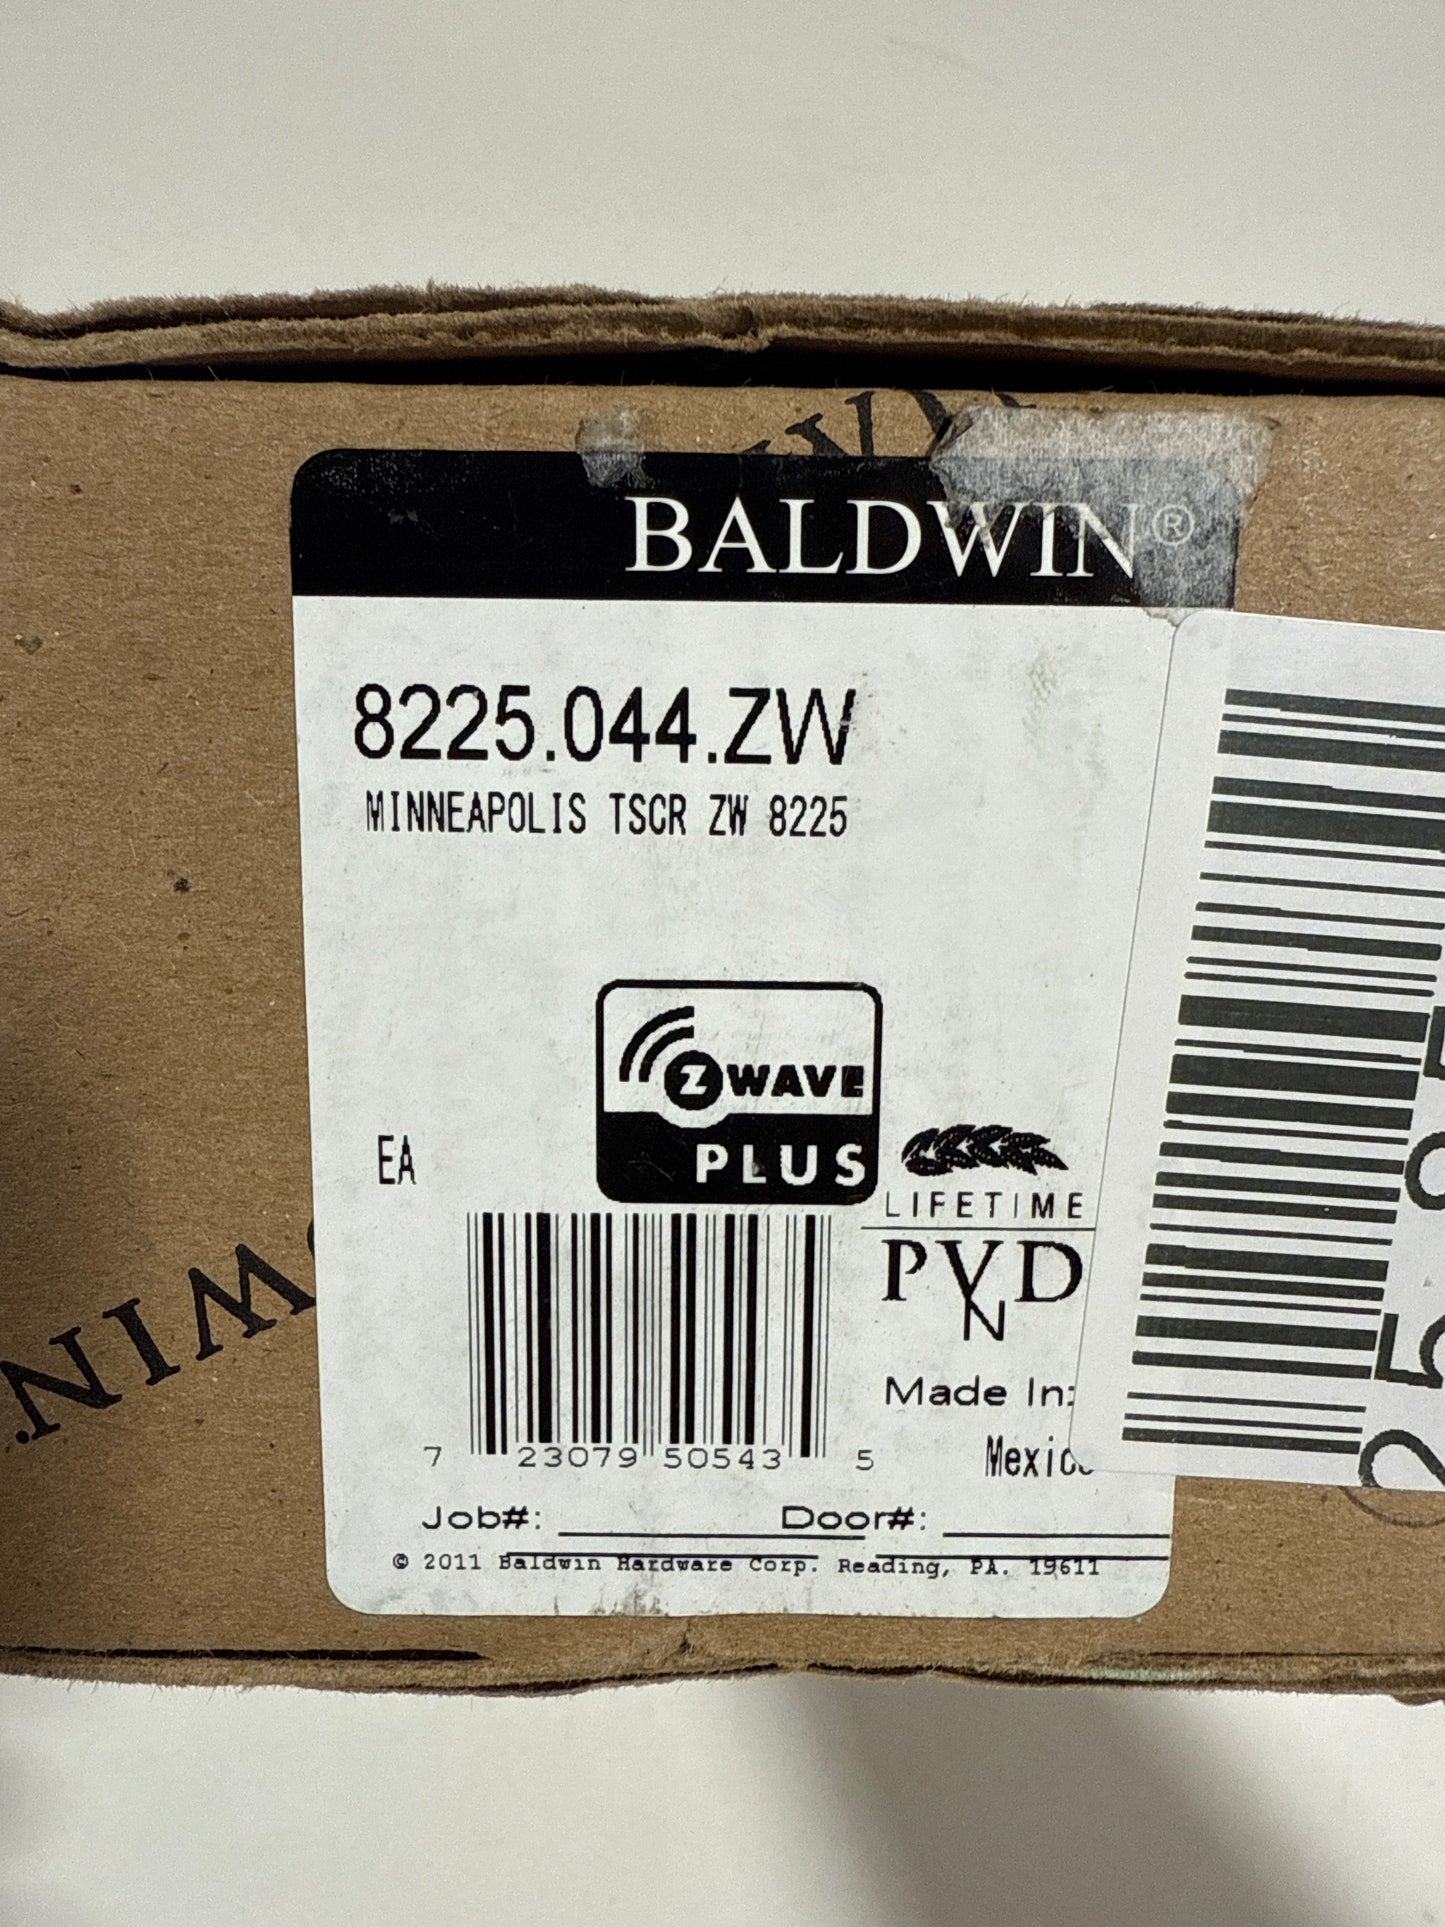 BALDWIN®
8225.044.ZW
MINNEAPOLIS TSCR ZW 8225
Z WAVE
PLUS
EA
LIFETIME
PVD
N
Made In:
7 23079 50543 5
Job#: Door#:
© 2011 Baldwin Hardware Corp. Reading, PA. 19611
WIN.